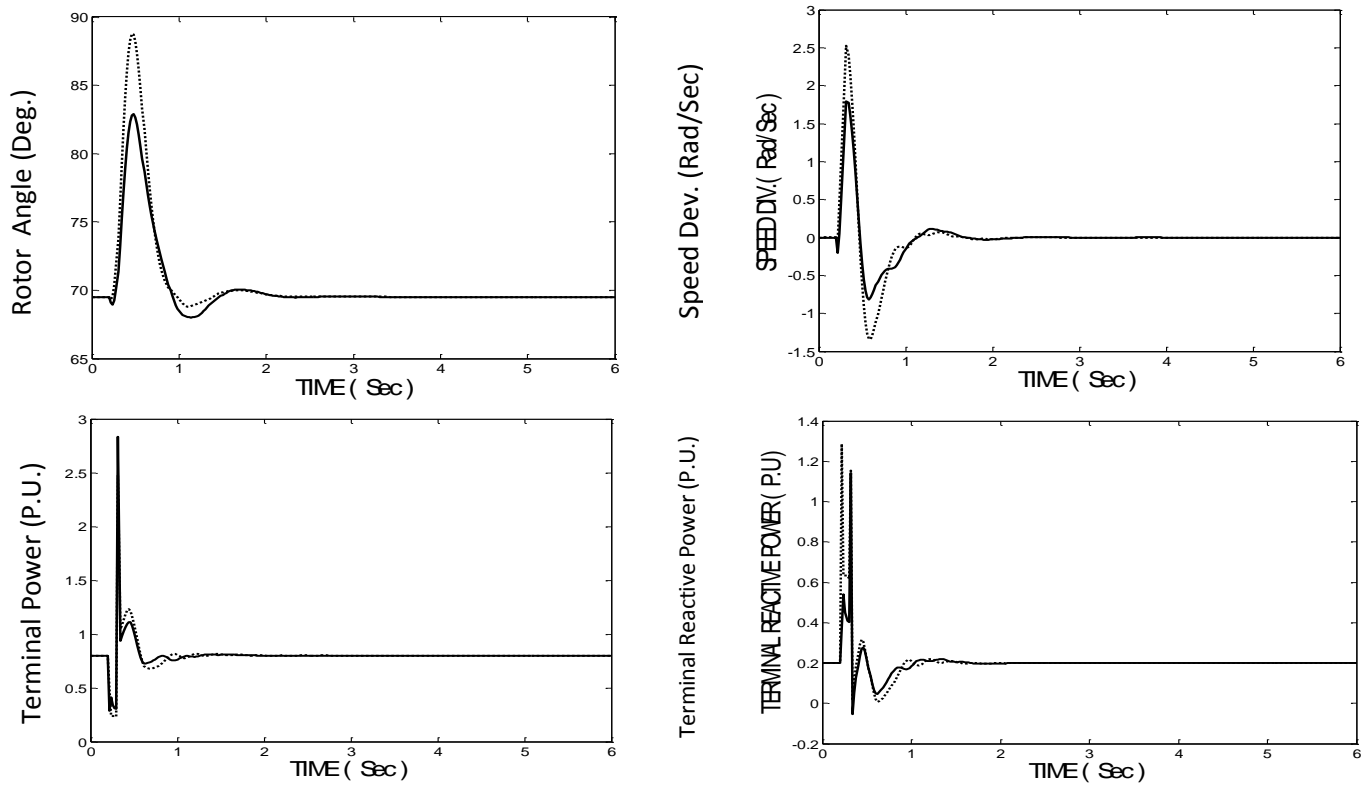 Rotor Angle (Deg.)
90
85
80
75
70
65
0 1 2 3 4 5 6
TIME ( Sec )
Speed Dev. (Rad/Sec)
SPEED DIV. ( Rad/ Sec)
3
2.5
2
1.5
1
0.5
0
-0.5
-1
-1.5
0 1 2 3 4 5 6
TIME ( Sec )
Terminal Power (P.U.)
3
2.5
2
1.5
1
0.5
0
0 1 2 3 4 5 6
TIME ( Sec )
Terminal Reactive Power (P.U.)
TERMINAL REACTIVE POWER ( P.U)
1.4
1.2
1
0.8
0.6
0.4
0.2
0
-0.2
0 1 2 3 4 5 6
TIME ( Sec )